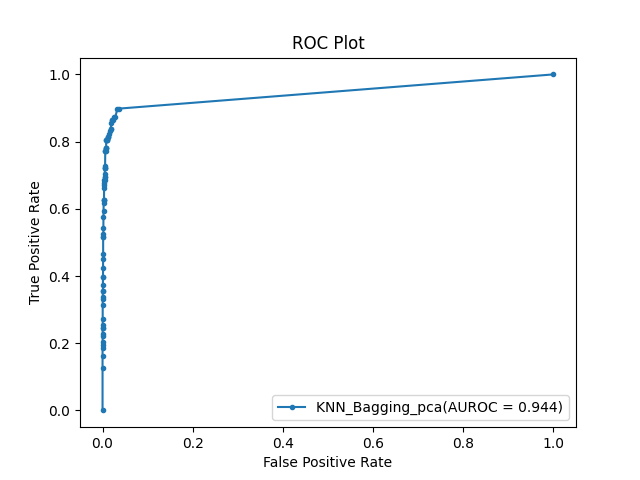 ROC Plot
1.0
0.8
0.6
0.4
0.2
0.0
True Positive Rate
KNN_Bagging_pca(AUROC = 0.944)
0.0 0.2 0.4 0.6 0.8 1.0
False Positive Rate